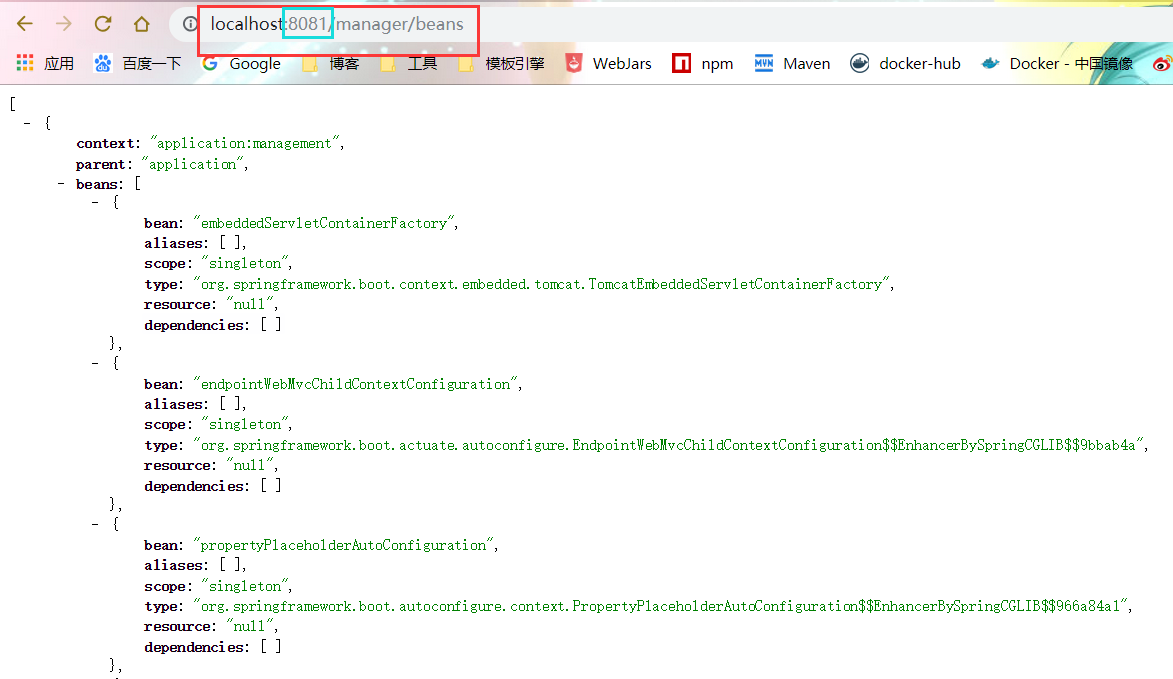 localhost:8081/manager/beans
应用 百度一下 Google 博客 工具 模板引擎 WebJars npm MVN Maven docker-hub Docker - 中国镜像
[
- {
context: "application:management",
parent: "application",
- beans: [
- {
bean: "embeddedServletContainerFactory",
aliases: [ ],
scope: "singleton",
type: "org.springframework.boot.context.embedded.tomcat.TomcatEmbeddedServletContainerFactory",
resource: "null",
dependencies: [ ]
},
- {
bean: "endpointWebMvcChildContextConfiguration",
aliases: [ ],
scope: "singleton",
type: "org.springframework.boot.actuate.autoconfigure.EndpointWebMvcChildContextConfiguration$$EnhancerBySpringCGLIB$$9bbab4a",
resource: "null",
dependencies: [ ]
},
- {
bean: "propertyPlaceholderAutoConfiguration",
aliases: [ ],
scope: "singleton",
type: "org.springframework.boot.autoconfigure.context.PropertyPlaceholderAutoConfiguration$$EnhancerBySpringCGLIB$$966a84a1",
resource: "null",
dependencies: [ ]
},